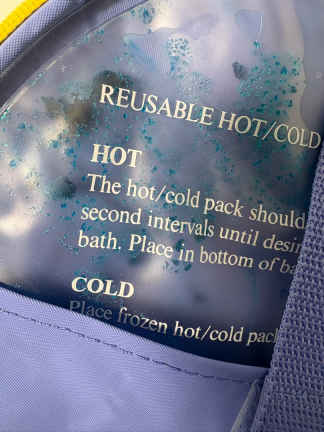 REUSABLE HOT/COLD
HOT
The hot/cold pack should
second intervals until desi
bath. Place in bottom of ba
COLD
Place frozen hot/cold pack